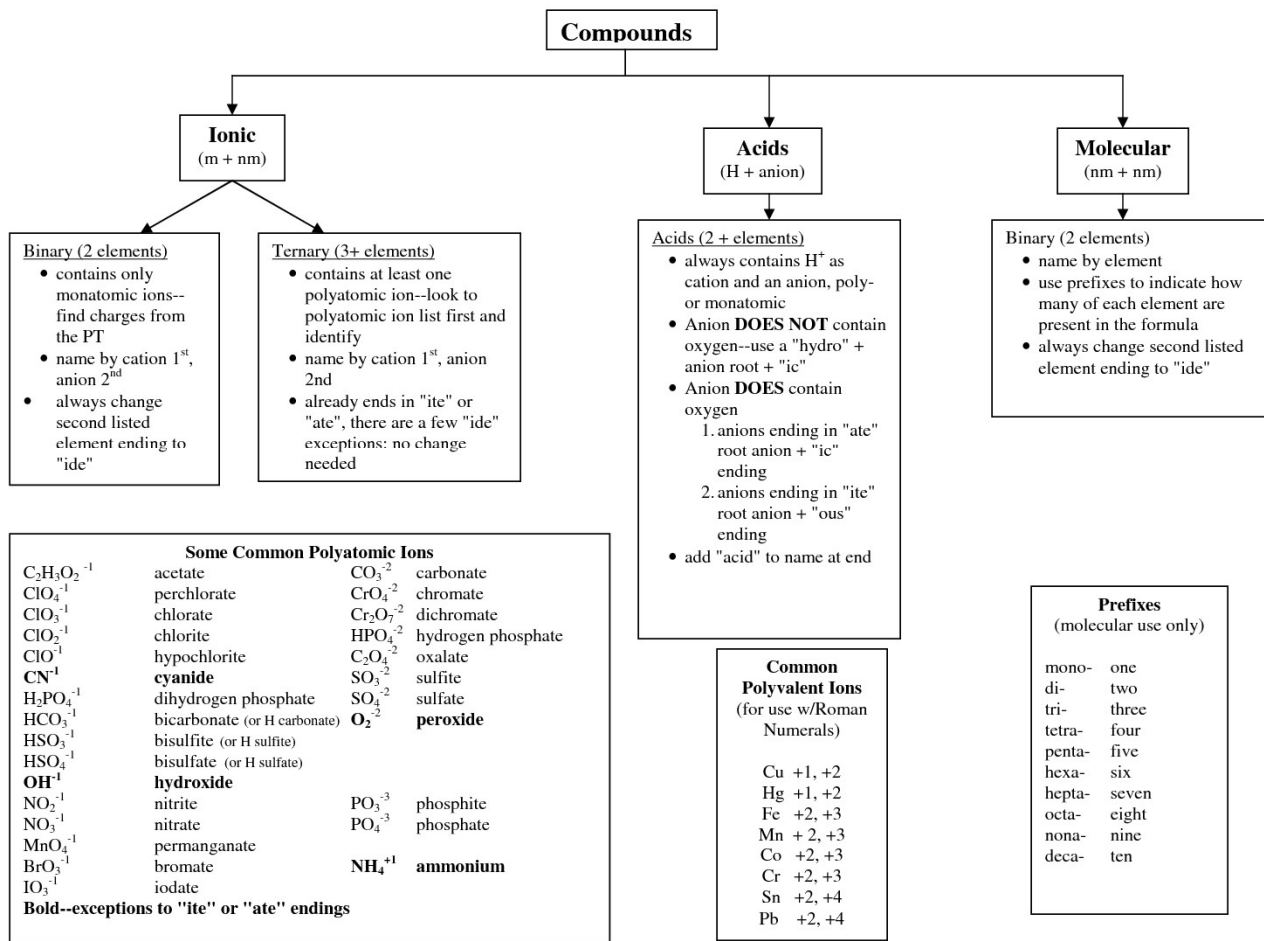 Compounds
Ionic
(m + nm)
Acids
(H + anion)
Molecular
(nm + nm)
Binary (2 elements)
• contains only
monatomic ions--
find charges from
the PT
• name by cation 1st,
anion 2nd
• always change
second listed
element ending to
"ide"
Ternary (3+ elements)
• contains at least one
polyatomic ion--look to
polyatomic ion list first and
identify
• name by cation 1st, anion
2nd
• already ends in "ite" or
"ate", there are a few "ide"
exceptions: no change
needed
Acids (2 + elements)
• always contains H⁺ as
cation and an anion, poly-
or monatomic
• Anion DOES NOT contain
oxygen--use a "hydro" +
anion root + "ic"
• Anion DOES contain
oxygen
1. anions ending in "ate"
root anion + "ic"
ending
2. anions ending in "ite"
root anion + "ous"
ending
• add "acid" to name at end
Binary (2 elements)
• name by element
• use prefixes to indicate how
many of each element are
present in the formula
• always change second listed
element ending to "ide"
Some Common Polyatomic Ions
C₂H₃O₂⁻¹ acetate CO₃⁻² carbonate
ClO₄⁻¹ perchlorate CrO₄⁻² chromate
ClO₃⁻¹ chlorate Cr₂O₇⁻² dichromate
ClO₂⁻¹ chlorite HPO₄⁻² hydrogen phosphate
ClO⁻¹ hypochlorite C₂O₄⁻² oxalate
CN⁻¹ cyanide SO₃⁻² sulfite
H₂PO₄⁻¹ dihydrogen phosphate SO₄⁻² sulfate
HCO₃⁻¹ bicarbonate (or H carbonate) O₂⁻² peroxide
HSO₃⁻¹ bisulfite (or H sulfite)
HSO₄⁻¹ bisulfate (or H sulfate)
OH⁻¹ hydroxide
NO₂⁻¹ nitrite PO₃⁻³ phosphite
NO₃⁻¹ nitrate PO₄⁻³ phosphate
MnO₄⁻¹ permanganate
BrO₃⁻¹ bromate NH₄⁺¹ ammonium
IO₃⁻¹ iodate
Bold--exceptions to "ite" or "ate" endings
Common
Polyvalent Ions
(for use w/Roman
Numerals)
Cu +1, +2
Hg +1, +2
Fe +2, +3
Mn + 2, +3
Co +2, +3
Cr +2, +3
Sn +2, +4
Pb +2, +4
Prefixes
(molecular use only)
mono- one
di- two
tri- three
tetra- four
penta- five
hexa- six
hepta- seven
octa- eight
nona- nine
deca- ten